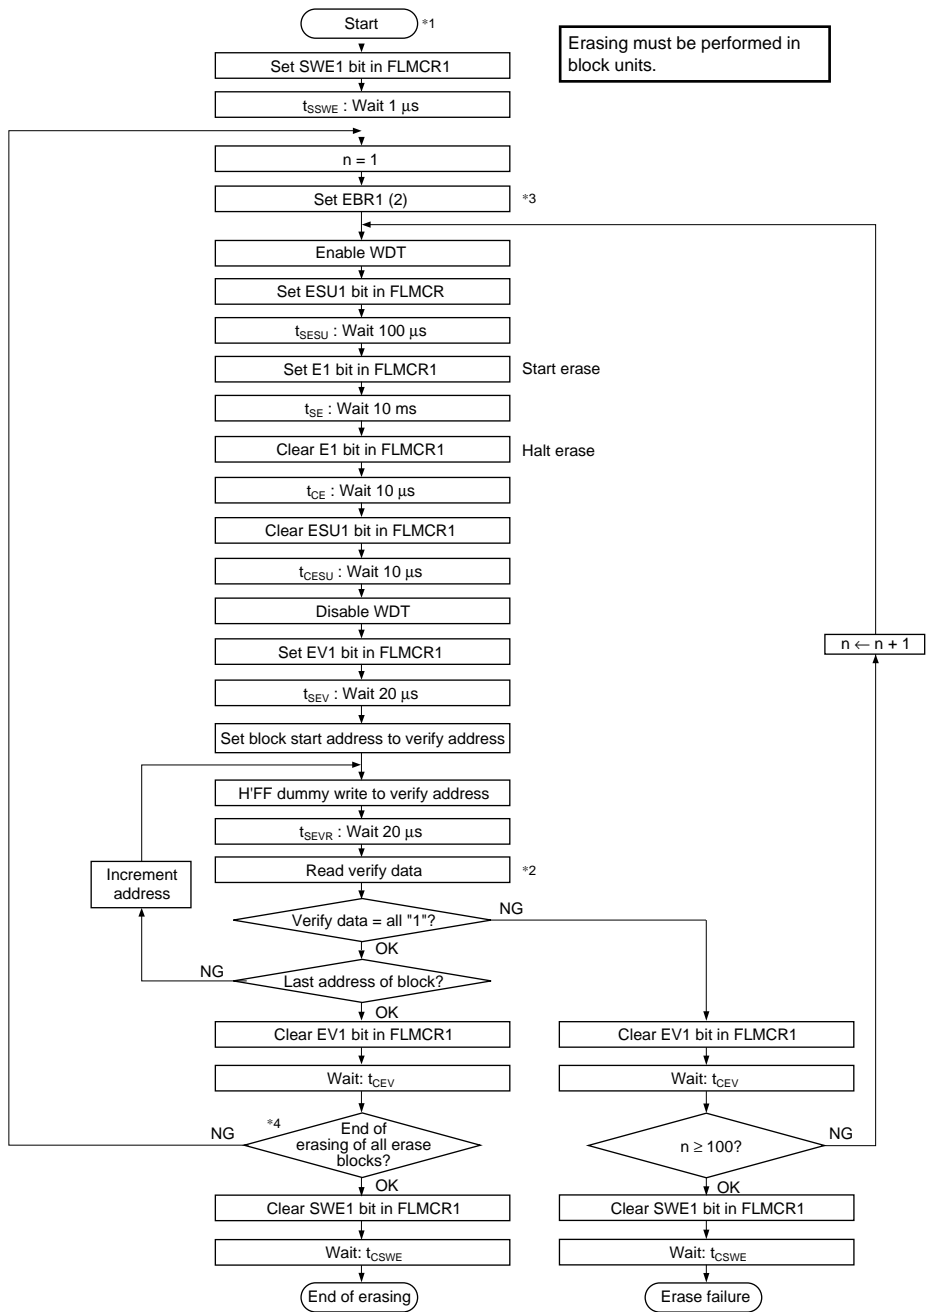 Start
*1
Erasing must be performed in
block units.
Set SWE1 bit in FLMCR1
tSSWE : Wait 1 μs
n = 1
Set EBR1 (2)
*3
Enable WDT
Set ESU1 bit in FLMCR
tSESU : Wait 100 μs
Set E1 bit in FLMCR1
Start erase
tSE : Wait 10 ms
Clear E1 bit in FLMCR1
Halt erase
tCE : Wait 10 μs
Clear ESU1 bit in FLMCR1
tCESU : Wait 10 μs
Disable WDT
Set EV1 bit in FLMCR1
n ← n + 1
tSEV : Wait 20 μs
Set block start address to verify address
H'FF dummy write to verify address
tSEVR : Wait 20 μs
Read verify data
*2
Increment
address
Verify data = all "1"?
NG
OK
NG
Last address of block?
OK
Clear EV1 bit in FLMCR1
Clear EV1 bit in FLMCR1
Wait: tCEV
Wait: tCEV
NG
*4
End of
erasing of all erase
blocks?
n ≥ 100?
NG
OK
OK
Clear SWE1 bit in FLMCR1
Clear SWE1 bit in FLMCR1
Wait: tCSWE
Wait: tCSWE
End of erasing
Erase failure